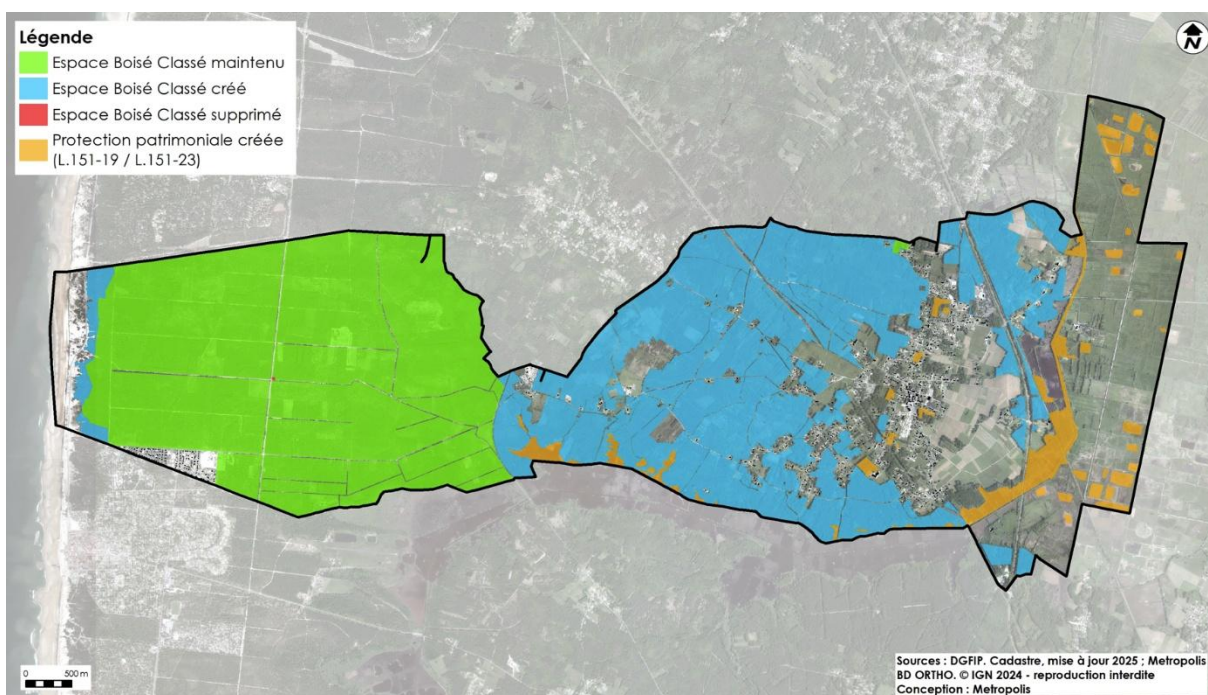 Légende
Espace Boisé Classé maintenu
Espace Boisé Classé créé
Espace Boisé Classé supprimé
Protection patrimoniale créée
(L.151-19 / L.151-23)
N
0 500 m
Sources : DGFIP. Cadastre, mise à jour 2025 ; Metropolis
BD ORTHO. © IGN 2024 - reproduction interdite
Conception : Metropolis